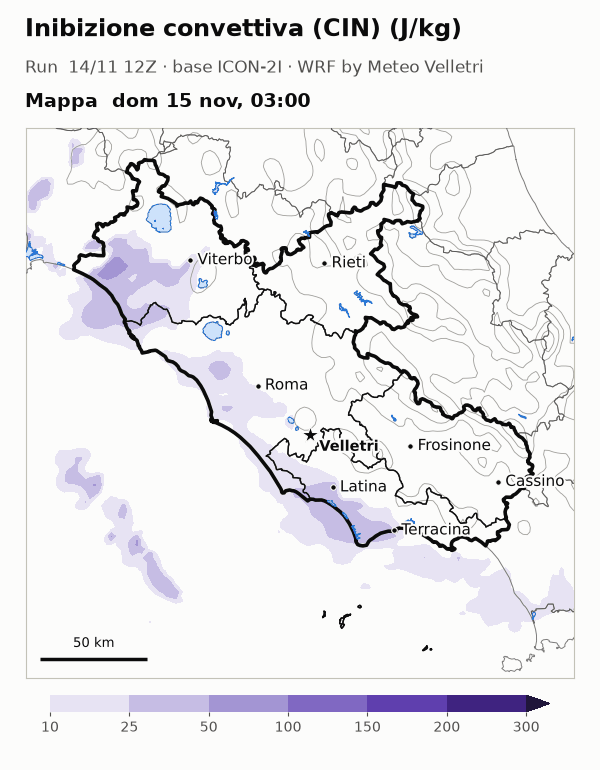 Inibizione convettiva (CIN) (J/kg)
Run 14/11 12Z · base ICON-2I · WRF by Meteo Velletri
Mappa dom 15 nov, 03:00
Viterbo
Rieti
Roma
Velletri
Frosinone
Latina
Cassino
Terracina
50 km
10 25 50 100 150 200 300